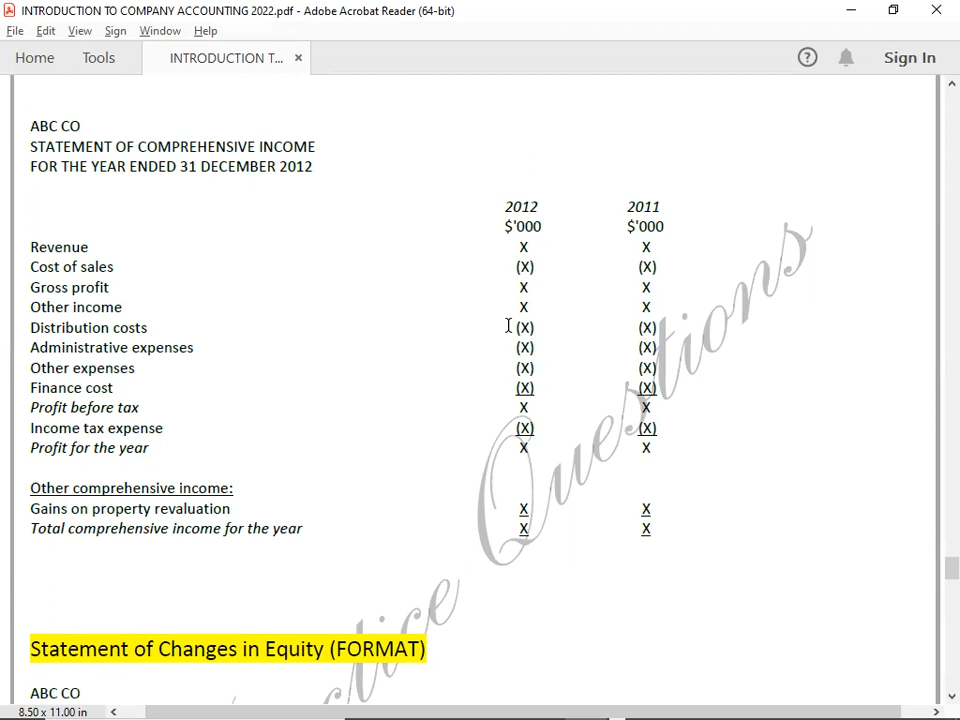 INTRODUCTION TO COMPANY ACCOUNTING 2022.pdf - Adobe Acrobat Reader (64-bit)
File Edit View Sign Window Help
Home Tools INTRODUCTION T... × ? Sign In
ABC CO
STATEMENT OF COMPREHENSIVE INCOME
FOR THE YEAR ENDED 31 DECEMBER 2012
2012 2011
$'000 $'000
Revenue X X
Cost of sales (X) (X)
Gross profit X X
Other income X X
Distribution costs (X) (X)
Administrative expenses (X) (X)
Other expenses (X) (X)
Finance cost (X) (X)
Profit before tax X X
Income tax expense (X) (X)
Profit for the year X X
Other comprehensive income:
Gains on property revaluation X X
Total comprehensive income for the year X X
Questions
Statement of Changes in Equity (FORMAT)
ABC CO
8.50 x 11.00 in